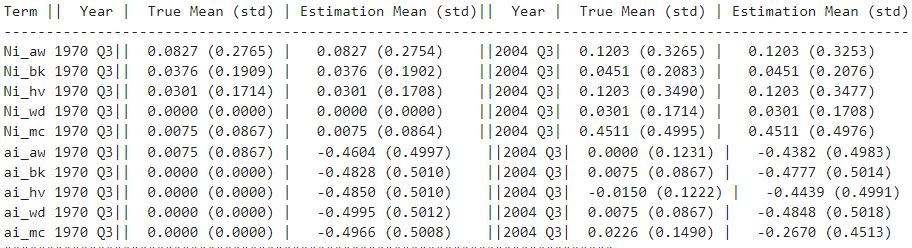 Term || Year | True Mean (std) | Estimation Mean (std)|| Year | True Mean (std) | Estimation Mean (std)
------------------------------------------------------------------------------------------------------------
Ni_aw 1970 Q3|| 0.0827 (0.2765) | 0.0827 (0.2754) ||2004 Q3| 0.1203 (0.3265) | 0.1203 (0.3253)
Ni_bk 1970 Q3|| 0.0376 (0.1909) | 0.0376 (0.1902) ||2004 Q3| 0.0451 (0.2083) | 0.0451 (0.2076)
Ni_hv 1970 Q3|| 0.0301 (0.1714) | 0.0301 (0.1708) ||2004 Q3| 0.1203 (0.3490) | 0.1203 (0.3477)
Ni_wd 1970 Q3|| 0.0000 (0.0000) | 0.0000 (0.0000) ||2004 Q3| 0.0301 (0.1714) | 0.0301 (0.1708)
Ni_mc 1970 Q3|| 0.0075 (0.0867) | 0.0075 (0.0864) ||2004 Q3| 0.4511 (0.4995) | 0.4511 (0.4976)
ai_aw 1970 Q3|| 0.0075 (0.0867) | -0.4604 (0.4997) ||2004 Q3| 0.0000 (0.1231) | -0.4382 (0.4983)
ai_bk 1970 Q3|| 0.0000 (0.0000) | -0.4828 (0.5010) ||2004 Q3| 0.0075 (0.0867) | -0.4777 (0.5014)
ai_hv 1970 Q3|| 0.0000 (0.0000) | -0.4850 (0.5010) ||2004 Q3| -0.0150 (0.1222) | -0.4439 (0.4991)
ai_wd 1970 Q3|| 0.0000 (0.0000) | -0.4995 (0.5012) ||2004 Q3| 0.0075 (0.0867) | -0.4848 (0.5018)
ai_mc 1970 Q3|| 0.0000 (0.0000) | -0.4966 (0.5008) ||2004 Q3| 0.0226 (0.1490) | -0.2670 (0.4513)